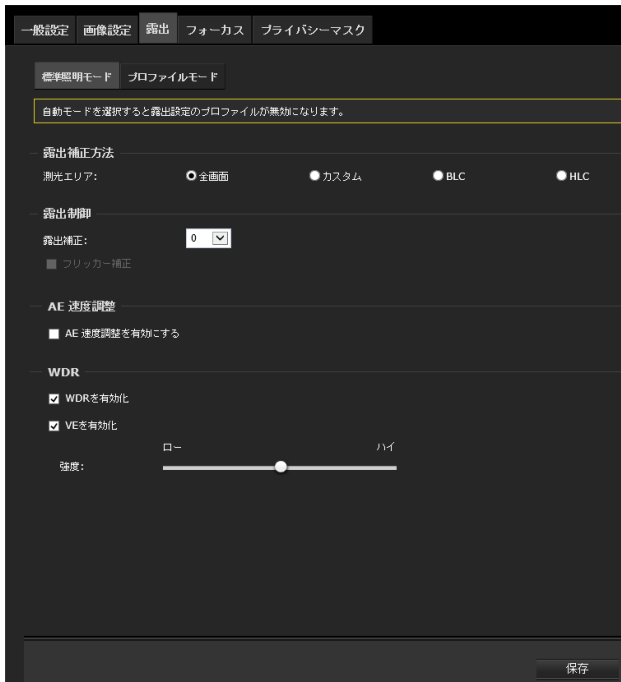 一般設定 画像設定 露出 フォーカス プライバシーマスク
標準照明モード プロファイルモード
自動モードを選択すると露出設定のプロファイルが無効になります。
露出補正方法
測光エリア: 全画面 カスタム BLC HLC
露出制御
露出補正: 0
フリッカー補正
AE 速度調整
AE 速度調整を有効にする
WDR
WDRを有効化
VEを有効化
ロー ハイ
強度:
保存